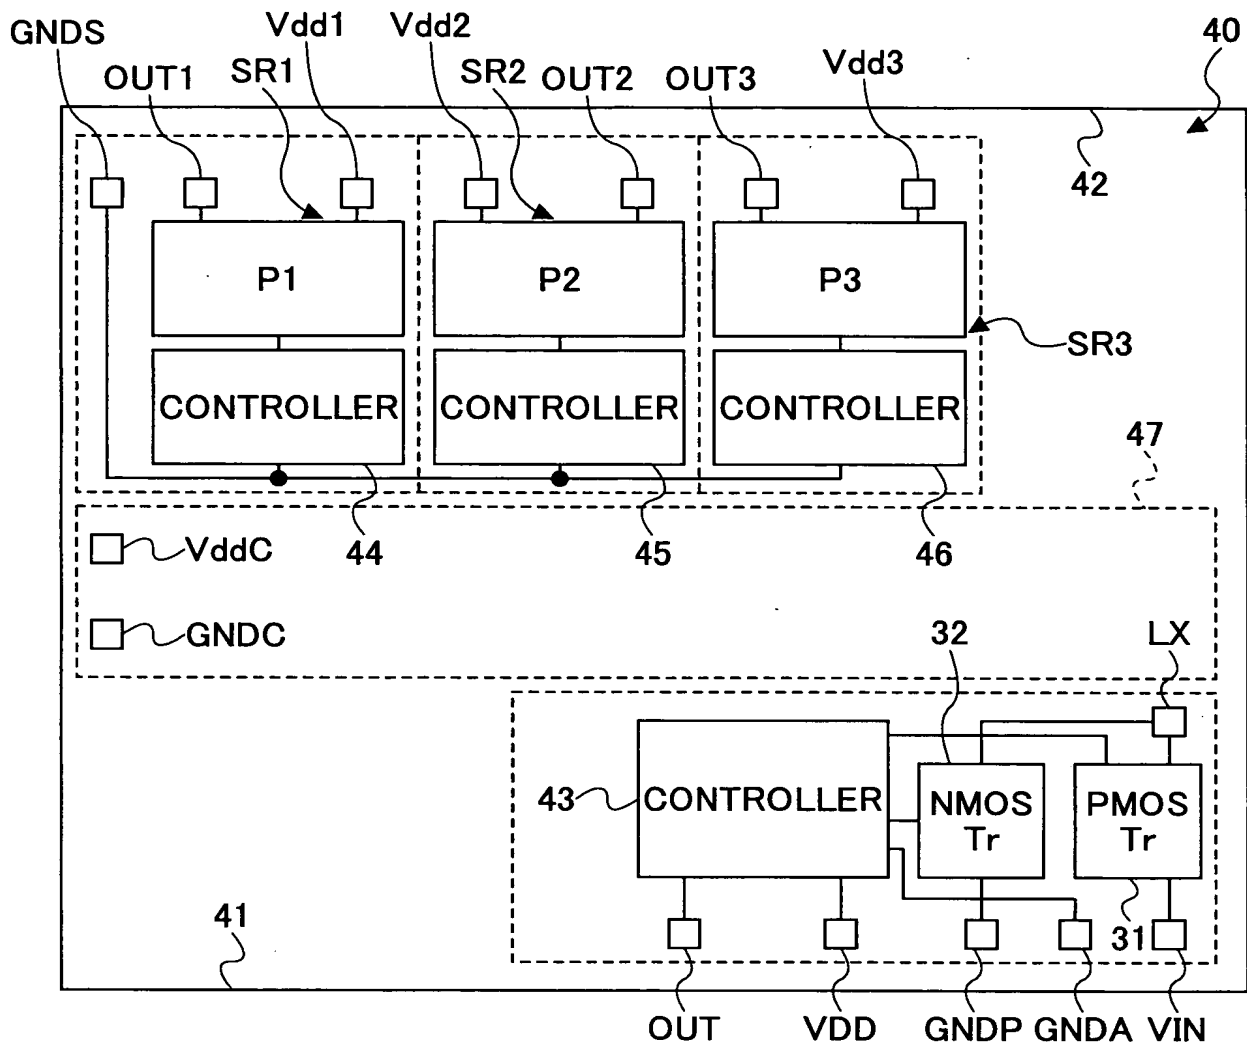 GNDS
Vdd1
Vdd2
40
OUT1
SR1
SR2
OUT2
OUT3
Vdd3
42
P1
P2
P3
SR3
CONTROLLER
CONTROLLER
CONTROLLER
47
44
45
46
VddC
GNDC
32
LX
43
CONTROLLER
NMOS
Tr
PMOS
Tr
41
31
OUT
VDD
GNDP
GNDA
VIN